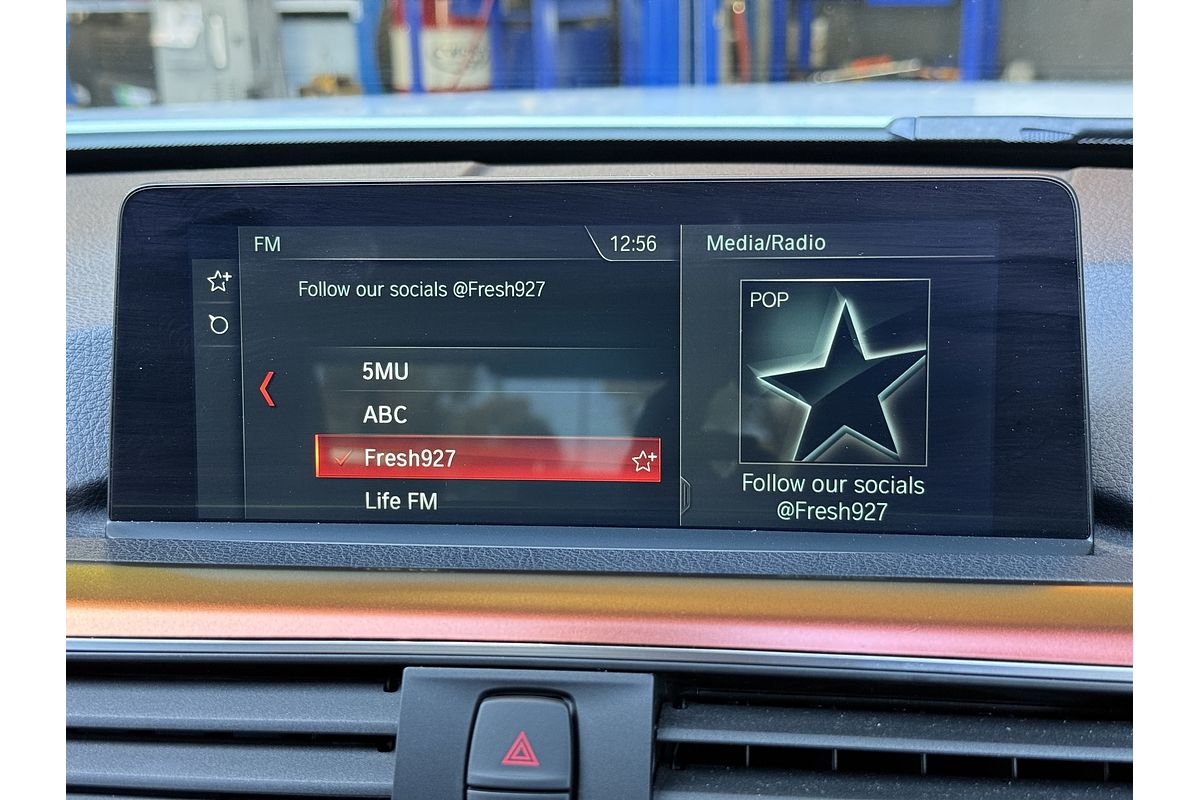 FM
12:56
Media/Radio
Follow our socials @Fresh927
5MU
ABC
Fresh927
Life FM
POP
Follow our socials
@Fresh927